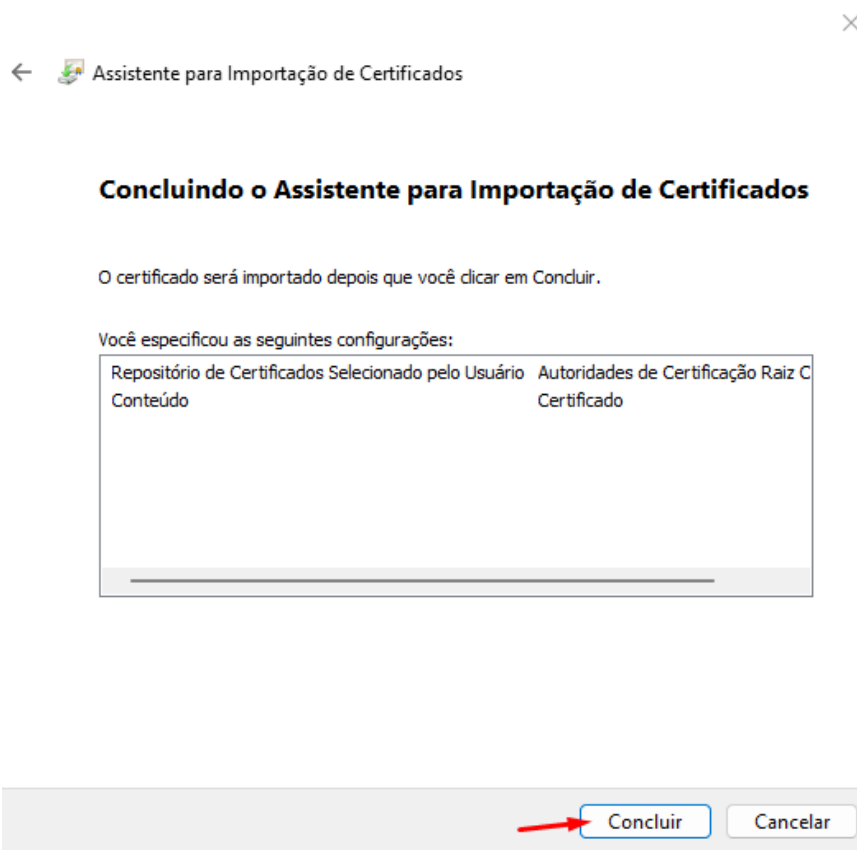 Assistente para Importação de Certificados
Concluindo o Assistente para Importação de Certificados
O certificado será importado depois que você clicar em Concluir.
Você especificou as seguintes configurações:
Repositório de Certificados Selecionado pelo Usuário Autoridades de Certificação Raiz C
Conteúdo Certificado
Concluir Cancelar